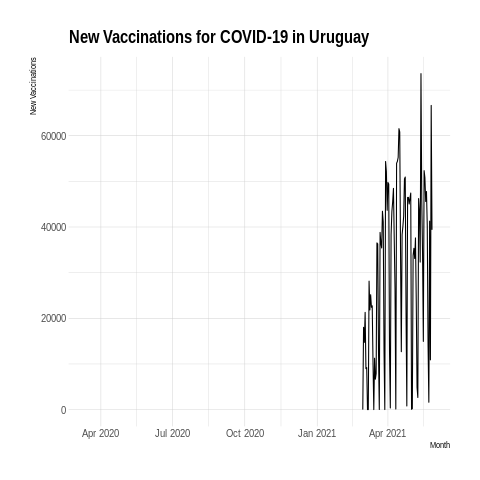 New Vaccinations for COVID-19 in Uruguay
New Vaccinations
60000
40000
20000
0
Apr 2020 Jul 2020 Oct 2020 Jan 2021 Apr 2021
Month